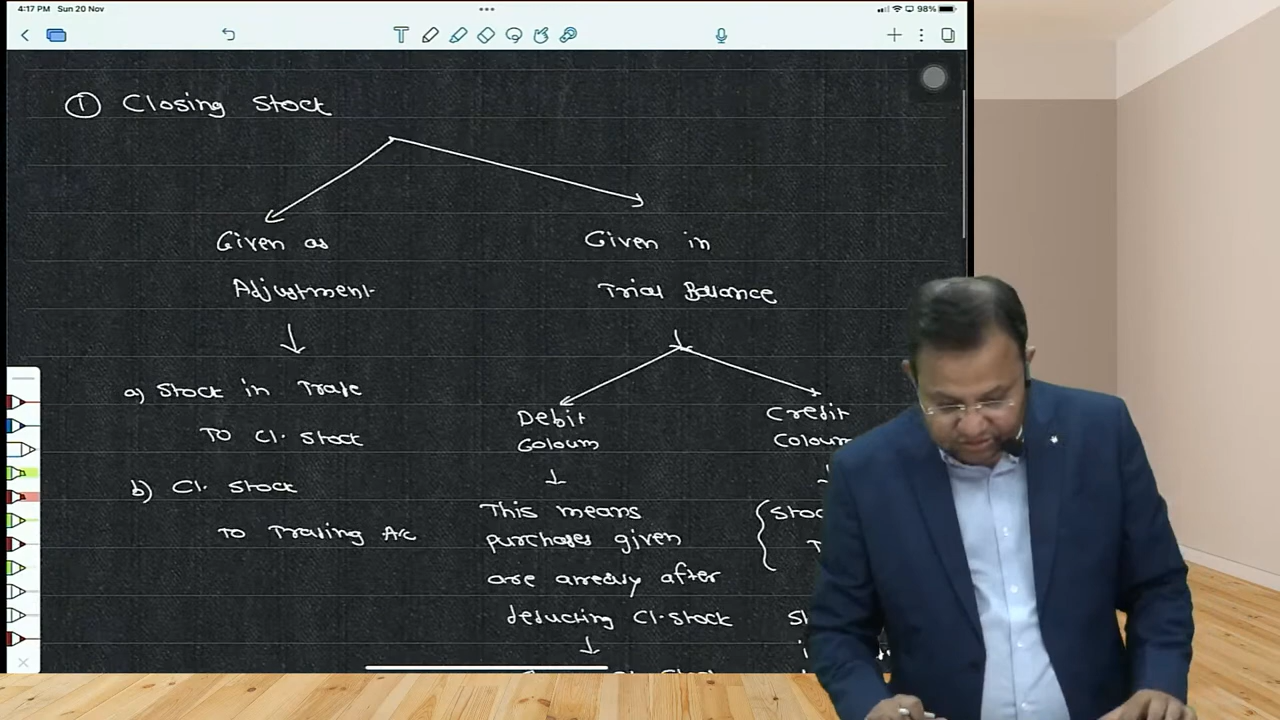 4:17 PM Sun 20 Nov
98%
① Closing Stock
Given as
Adjustment
Given in
Trial Balance
a) Stock in Trade
To Cl. Stock
b) Cl. Stock
To Trading A/c
Debit
Coloum
This means
purchases given
are already after
deducting Cl. Stock
Credit
Coloum